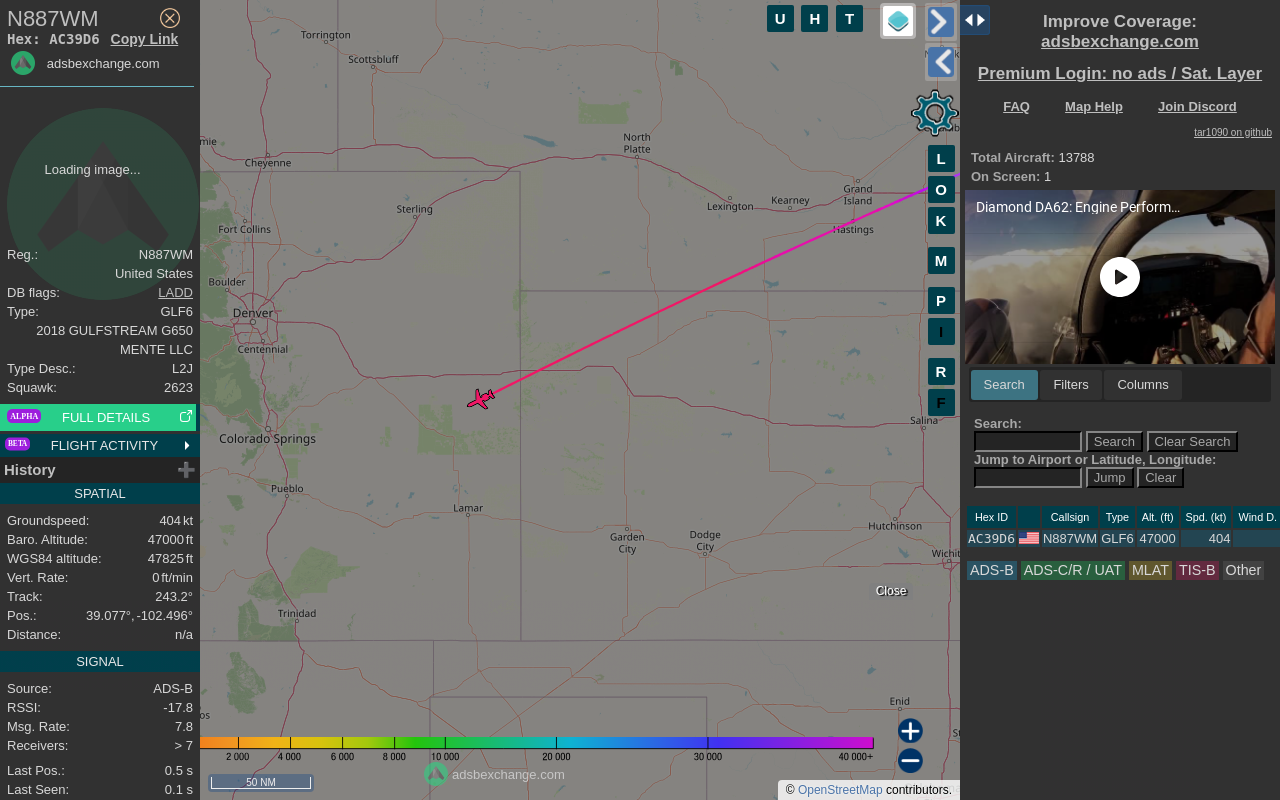 N887WM
Hex: AC39D6 Copy Link
adsbexchange.com
Loading image...
Reg.: N887WM
United States
DB flags: LADD
Type: GLF6
2018 GULFSTREAM G650
MENTE LLC
Type Desc.: L2J
Squawk: 2623
ALPHA FULL DETAILS
BETA FLIGHT ACTIVITY
History
SPATIAL
Groundspeed: 404 kt
Baro. Altitude: 47000 ft
WGS84 altitude: 47825 ft
Vert. Rate: 0 ft/min
Track: 243.2°
Pos.: 39.077°, -102.496°
Distance: n/a
SIGNAL
Source: ADS-B
RSSI: -17.8
Msg. Rate: 7.8
Receivers: > 7
Last Pos.: 0.5 s
Last Seen: 0.1 s
Torrington
Scottsbluff
mie
Cheyenne
North
Platte
Sterling
Fort Collins
Lexington
Kearney
Grand
Island
Hastings
Boulder
Denver
Centennial
Colorado Springs
Pueblo
Lamar
Garden
City
Dodge
City
Salina
Hutchinson
Wichit
Trinidad
Enid
os
U H T
L
O
K
M
P
I
R
F
Close
2 000 4 000 6 000 8 000 10 000 20 000 30 000 40 000+
adsbexchange.com
50 NM
© OpenStreetMap contributors.
Improve Coverage:
adsbexchange.com
Premium Login: no ads / Sat. Layer
FAQ Map Help Join Discord
tar1090 on github
Total Aircraft: 13788
On Screen: 1
Diamond DA62: Engine Perform...
Search Filters Columns
Search:
Search Clear Search
Jump to Airport or Latitude, Longitude:
Jump Clear
Hex ID Callsign Type Alt. (ft) Spd. (kt) Wind D.
AC39D6 N887WM GLF6 47000 404
ADS-B ADS-C/R / UAT MLAT TIS-B Other